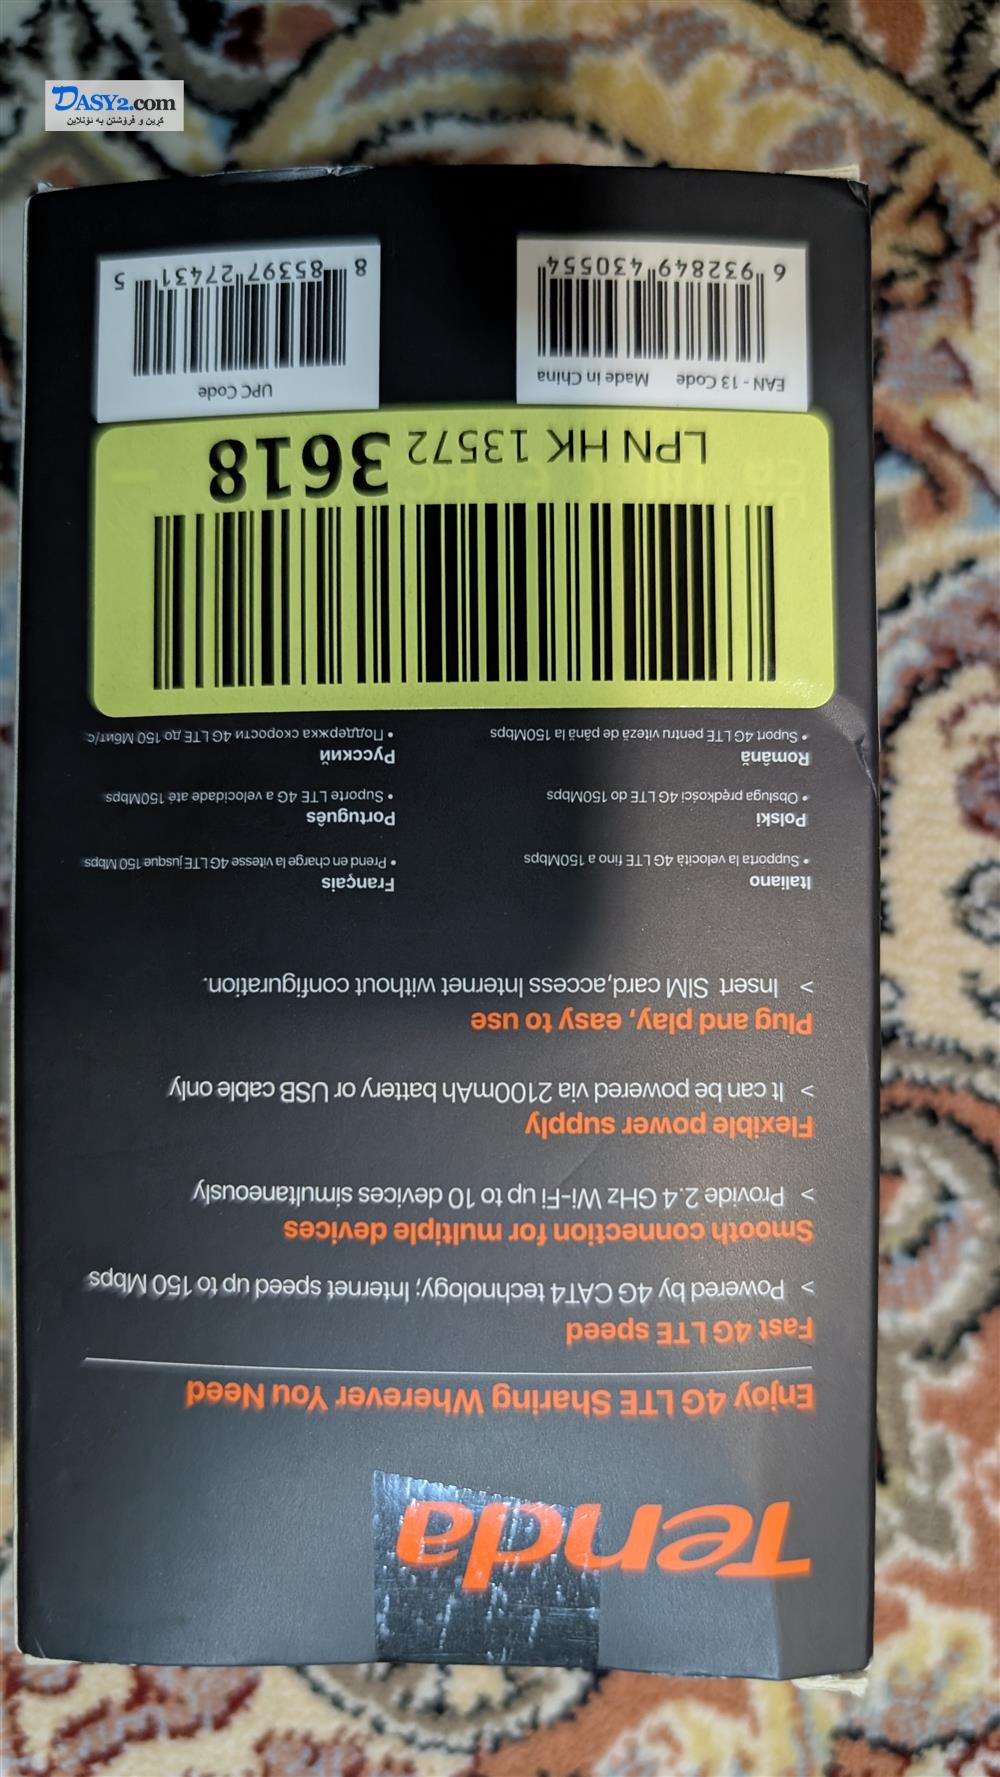 DASY2.com
کڕین و فرۆشتن بە ئۆنلاین
Tenda
Enjoy 4G LTE Sharing Wherever You Need
Fast 4G LTE speed
> Powered by 4G CAT4 technology; Internet speed up to 150 Mbps
Smooth connection for multiple devices
> Provide 2.4 GHz Wi-Fi up to 10 devices simultaneously
Flexible power supply
> It can be powered via 2100mAh battery or USB cable only
Plug and play, easy to use
> Insert SIM card,access Internet without configuration.
Italiano
• Supporta la velocità 4G LTE fino a 150Mbps
Français
• Prend en charge la vitesse 4G LTE jusque 150 Mbps
Polski
• Obsługa prędkości 4G LTE do 150Mbps
Português
• Suporte LTE 4G a velocidade até 150Mbps
Română
• Suport 4G LTE pentru viteză de până la 150Mbps
Русский
• Поддержка скорости 4G LTE до 150 Мбит/с
LPN HK 13572 3618
EAN - 13 Code Made in China
6 932849 430554
UPC Code
8 85397 27431 5